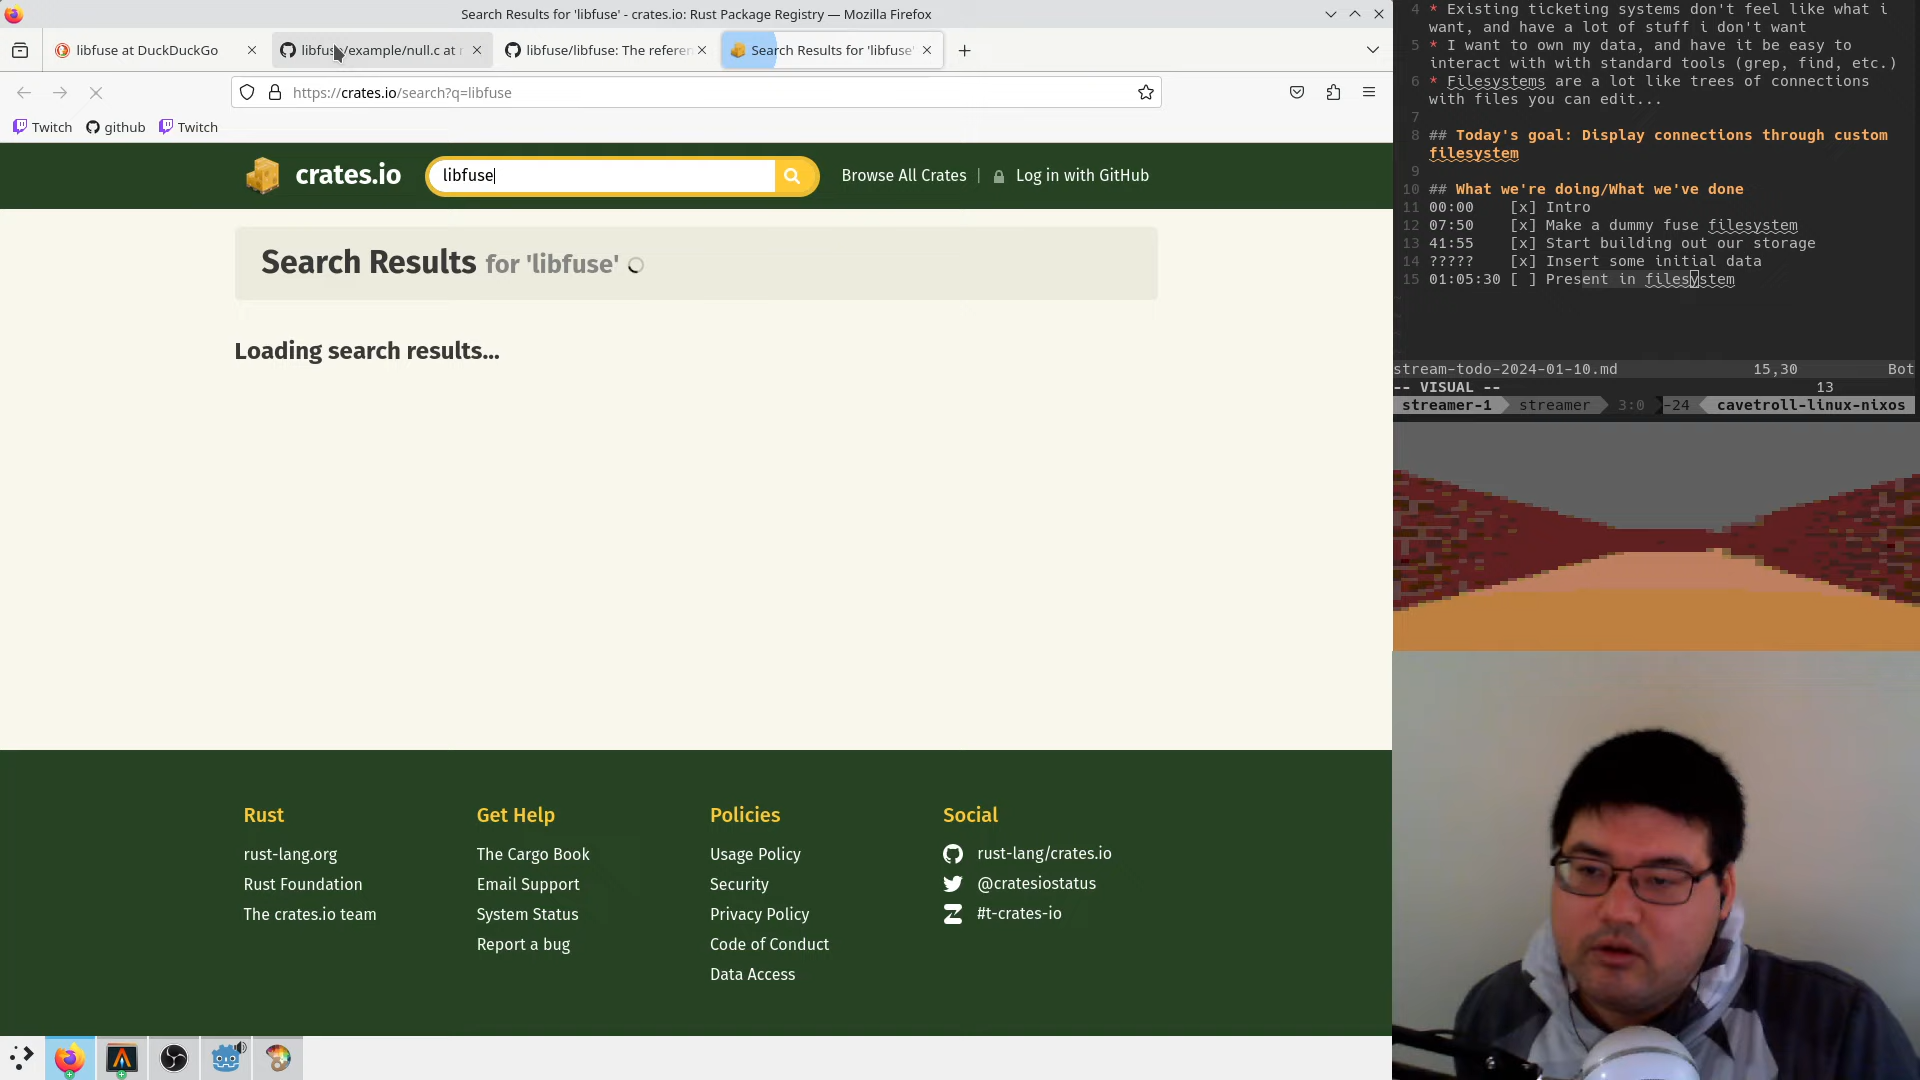 Search Results for 'libfuse' - crates.io: Rust Package Registry — Mozilla Firefox
libfuse at DuckDuckGo
libfuse/example/null.c at
libfuse/libfuse: The referen
Search Results for 'libfuse'
https://crates.io/search?q=libfuse
Twitch
github
Twitch
crates.io
libfuse
Browse All Crates
Log in with GitHub
Search Results for 'libfuse'
Loading search results...
Rust
rust-lang.org
Rust Foundation
The crates.io team
Get Help
The Cargo Book
Email Support
System Status
Report a bug
Policies
Usage Policy
Security
Privacy Policy
Code of Conduct
Data Access
Social
rust-lang/crates.io
@cratesiostatus
#t-crates-io
4 * Existing ticketing systems don't feel like what i
want, and have a lot of stuff i don't want
5 * I want to own my data, and have it be easy to
interact with with standard tools (grep, find, etc.)
6 * Filesystems are a lot like trees of connections
with files you can edit...
7
8 ## Today's goal: Display connections through custom
filesystem
9
10 ## What we're doing/What we've done
11 00:00 [x] Intro
12 07:50 [x] Make a dummy fuse filesystem
13 41:55 [x] Start building out our storage
14 ????? [x] Insert some initial data
15 01:05:30 [ ] Present in filesystem
stream-todo-2024-01-10.md 15,30 Bot
-- VISUAL -- 13
streamer-1 streamer 3:0 -24 cavetroll-linux-nixos